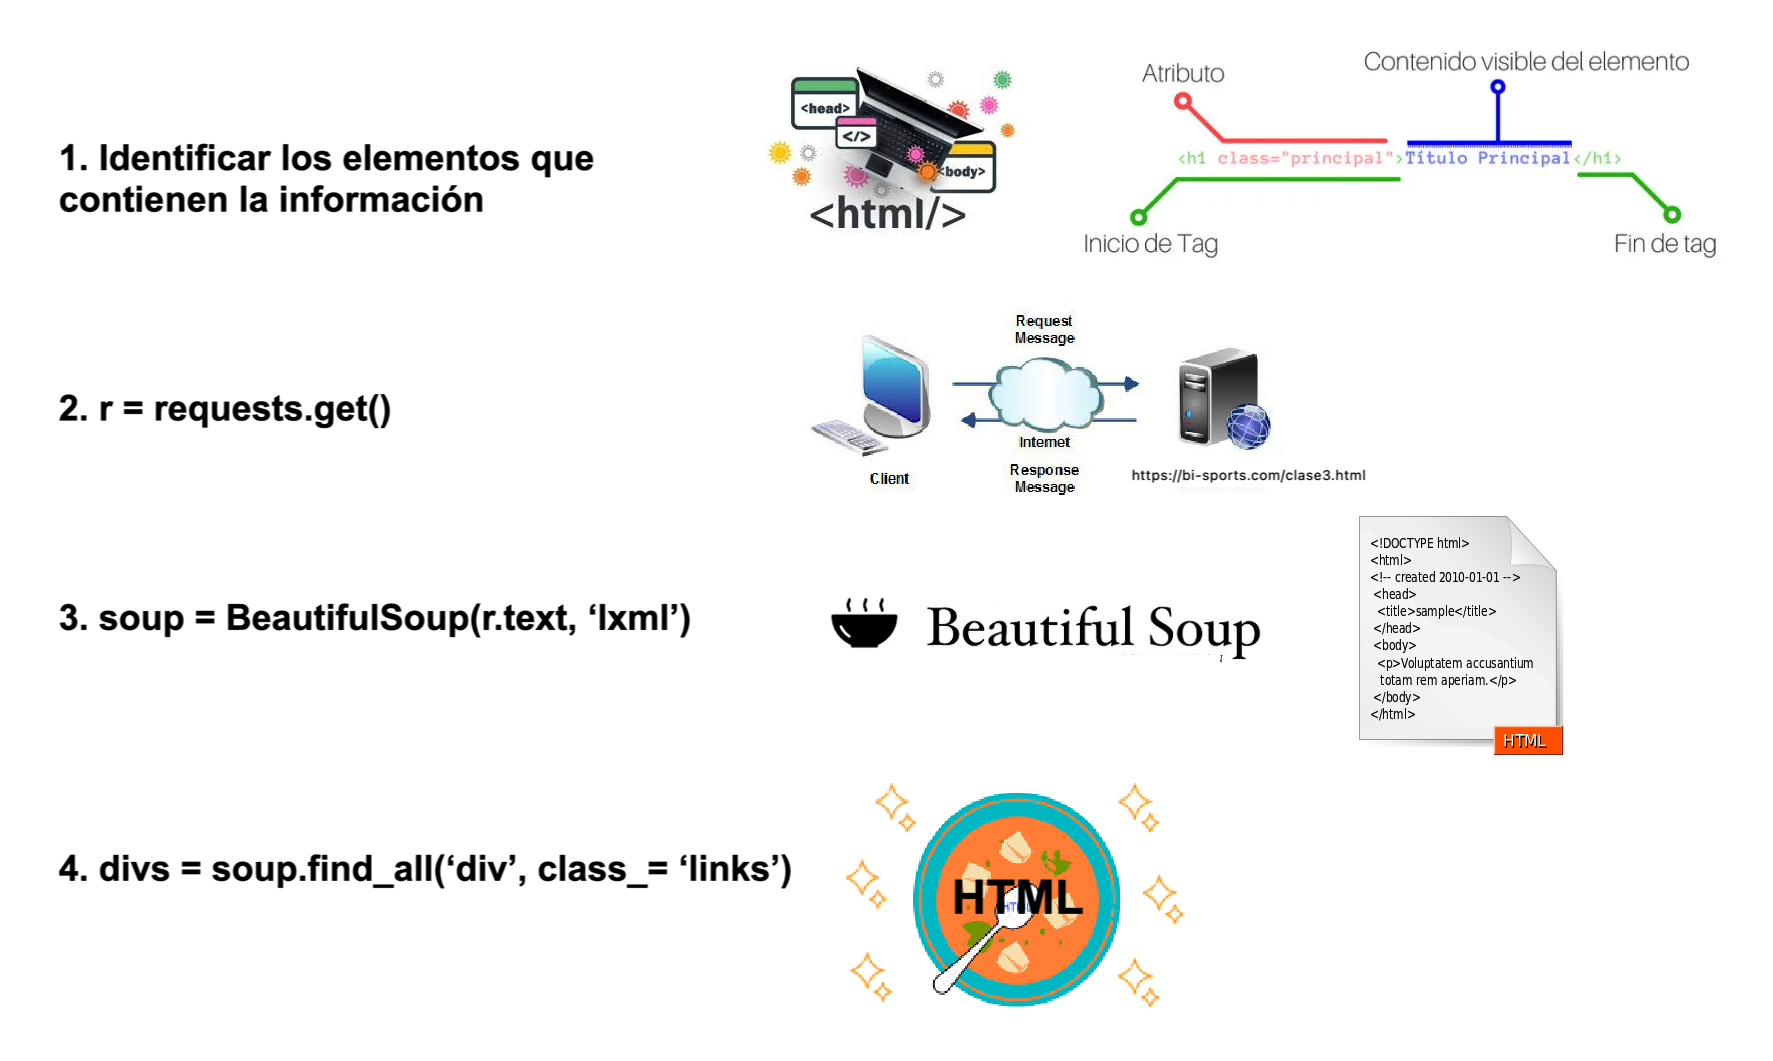 1. Identificar los elementos que
contienen la información
<head>
</>
<body>
<html/>
Atributo
Contenido visible del elemento
<h1 class="principal">Título Principal</h1>
Inicio de Tag
Fin de tag
2. r = requests.get()
Request
Message
Internet
Response
Message
Client
https://bi-sports.com/clase3.html
3. soup = BeautifulSoup(r.text, ‘lxml’)
Beautiful Soup
<!DOCTYPE html>
<html>
<!-- created 2010-01-01 -->
<head>
<title>sample</title>
</head>
<body>
<p>Voluptatem accusantium
totam rem aperiam.</p>
</body>
</html>
HTML
4. divs = soup.find_all(‘div’, class_= ‘links’)
HTML